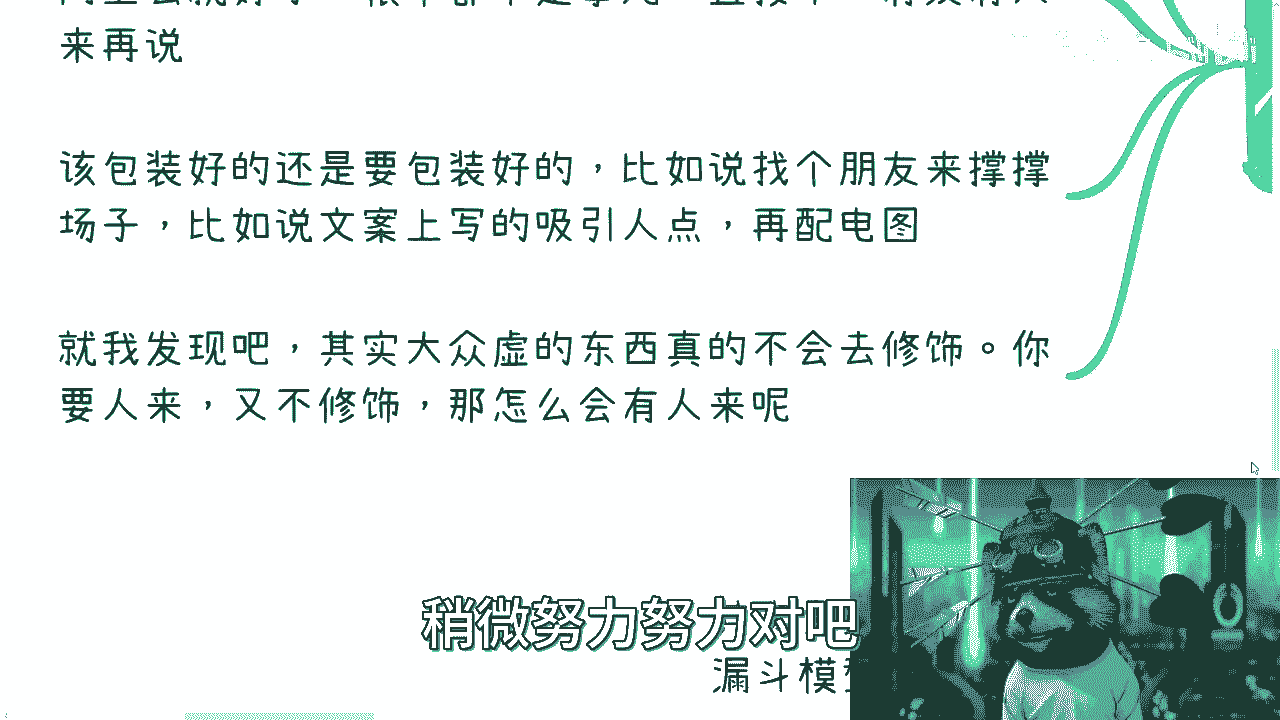 来再说
该包装好的还是要包装好的，比如说找个朋友来撑撑
场子，比如说文案上写的吸引人点，再配电图
就我发现吧，其实大众虚的东西真的不会去修饰。你
要人来，又不修饰，那怎么会有人来呢
稍微努力努力对吧
漏斗模